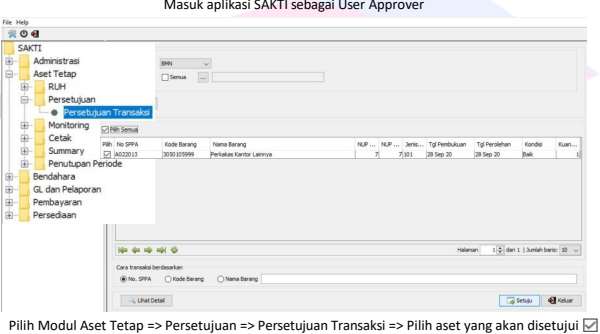 Masuk aplikasi SAKTI sebagai User Approver
File Help
SAKTI
Administrasi
Aset Tetap
RUH
Persetujuan
Persetujuan Transaksi
Monitoring
Cetak
Summary
Penutupan Periode
Bendahara
GL dan Pelaporan
Pembayaran
Persediaan
BMN
Semua ...
Pilih Semua
Pilih No SPPA Kode Barang Nama Barang NUP ... NUP ... Jenis... Tgl Pembukuan Tgl Perolehan Kondisi Kuan...
A022013 3050105999 Perkakas Kantor Lainnya 7 7 101 28 Sep 20 28 Sep 20 Baik 1
Halaman 1 dari 1 | Jumlah baris: 30
Cara transaksi berdasarkan
No. SPPA Kode Barang Nama Barang
Lihat Detail Setuju Keluar
Pilih Modul Aset Tetap => Persetujuan => Persetujuan Transaksi => Pilih aset yang akan disetujui ☑